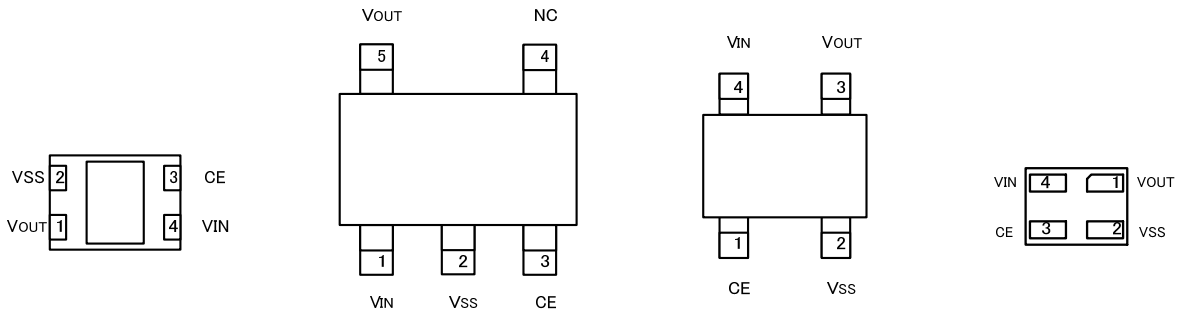 VSS 2 3 CE
VOUT 1 4 VIN
VOUT NC
5 4
1 2 3
VIN VSS CE
VIN VOUT
4 3
1 2
CE VSS
VIN 4 1 VOUT
CE 3 2 VSS